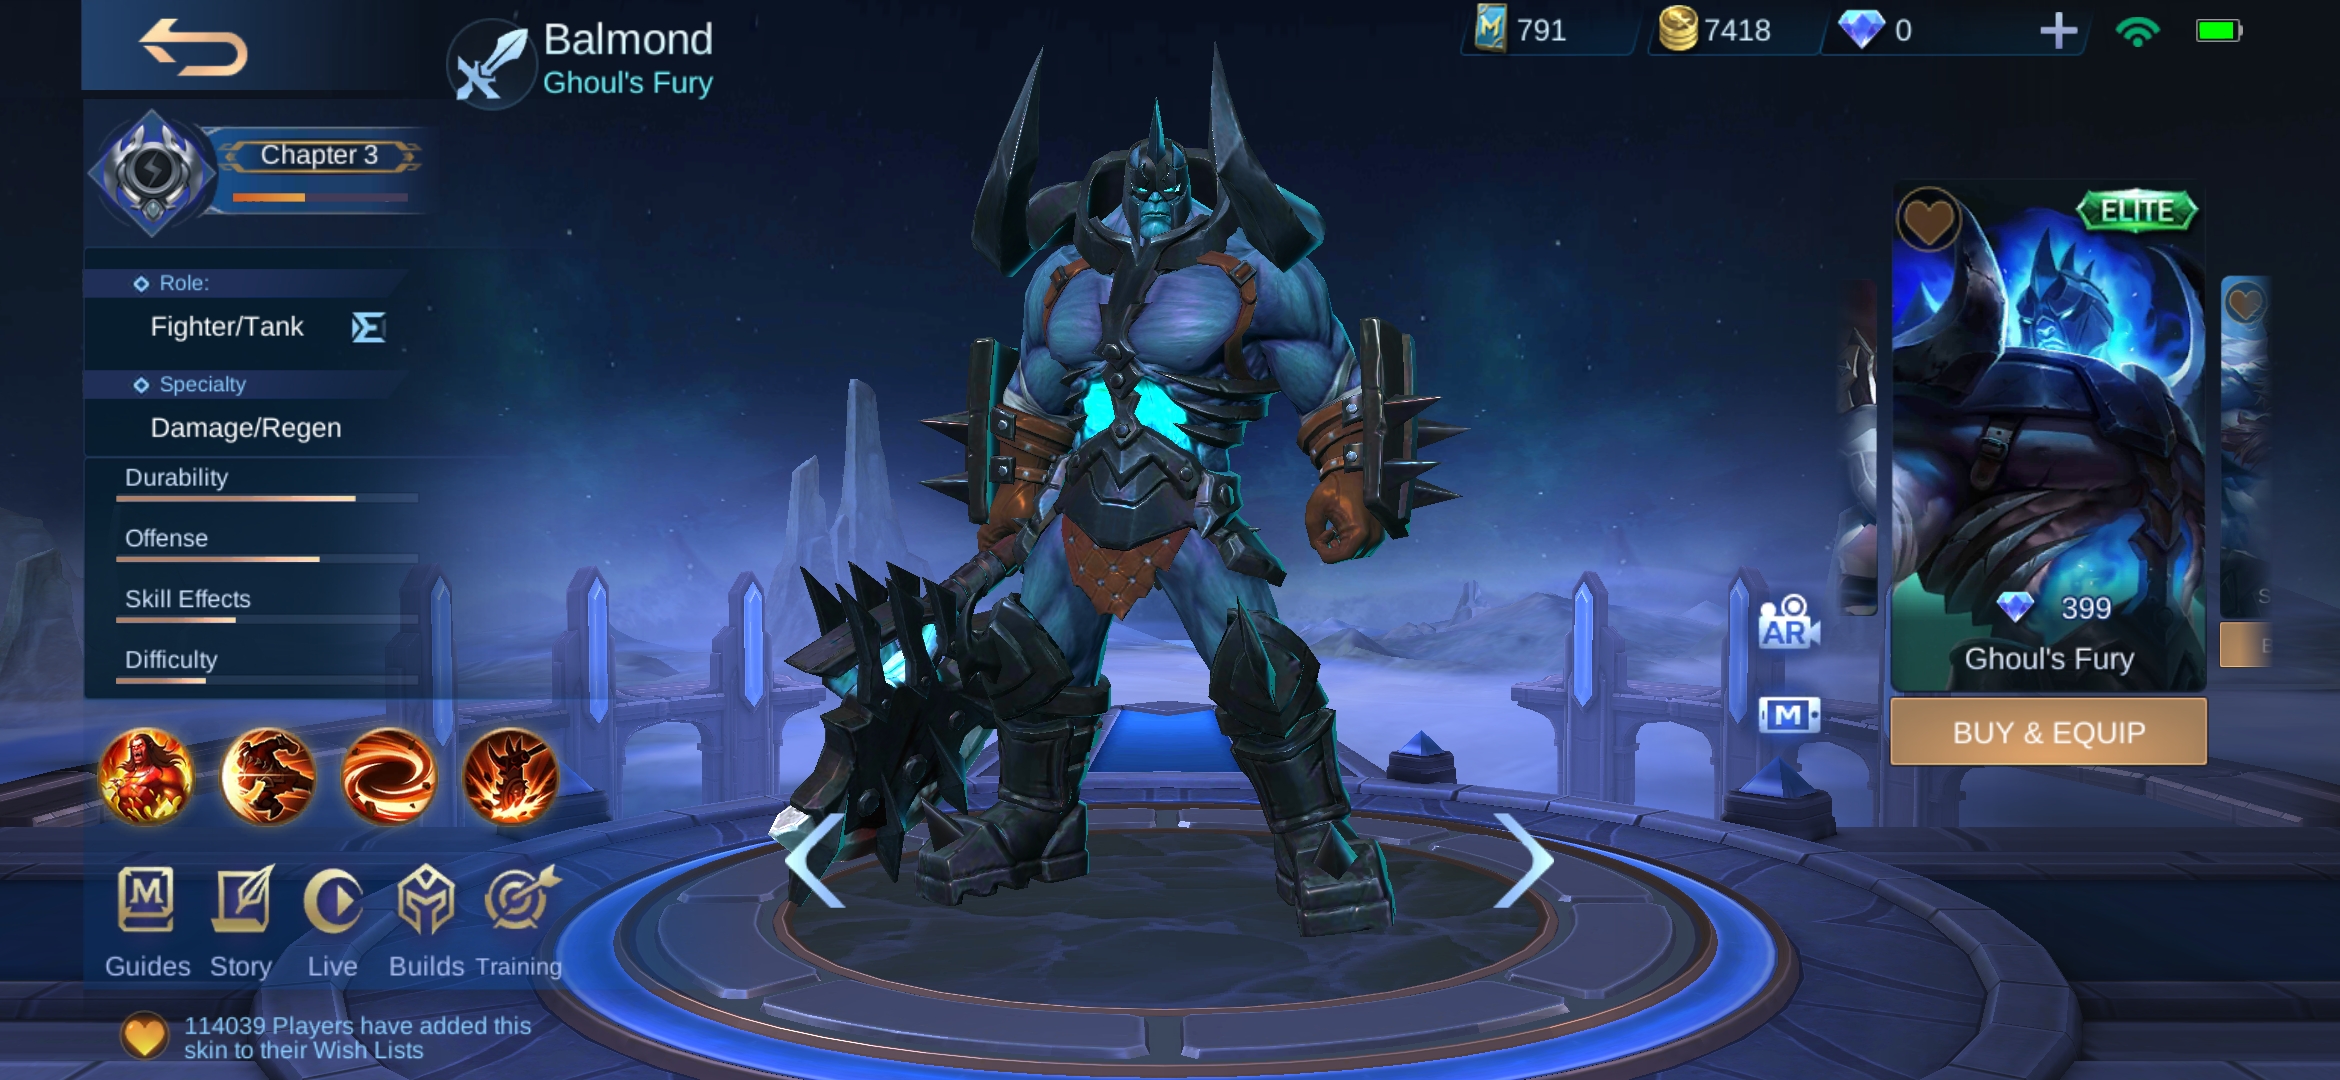 Balmond
Ghoul's Fury
791
7418
0
Chapter 3
Role:
Fighter/Tank
Specialty
Damage/Regen
Durability
Offense
Skill Effects
Difficulty
Guides
Story
Live
Builds
Training
114039 Players have added this
skin to their Wish Lists
AR
M
ELITE
399
Ghoul's Fury
BUY & EQUIP